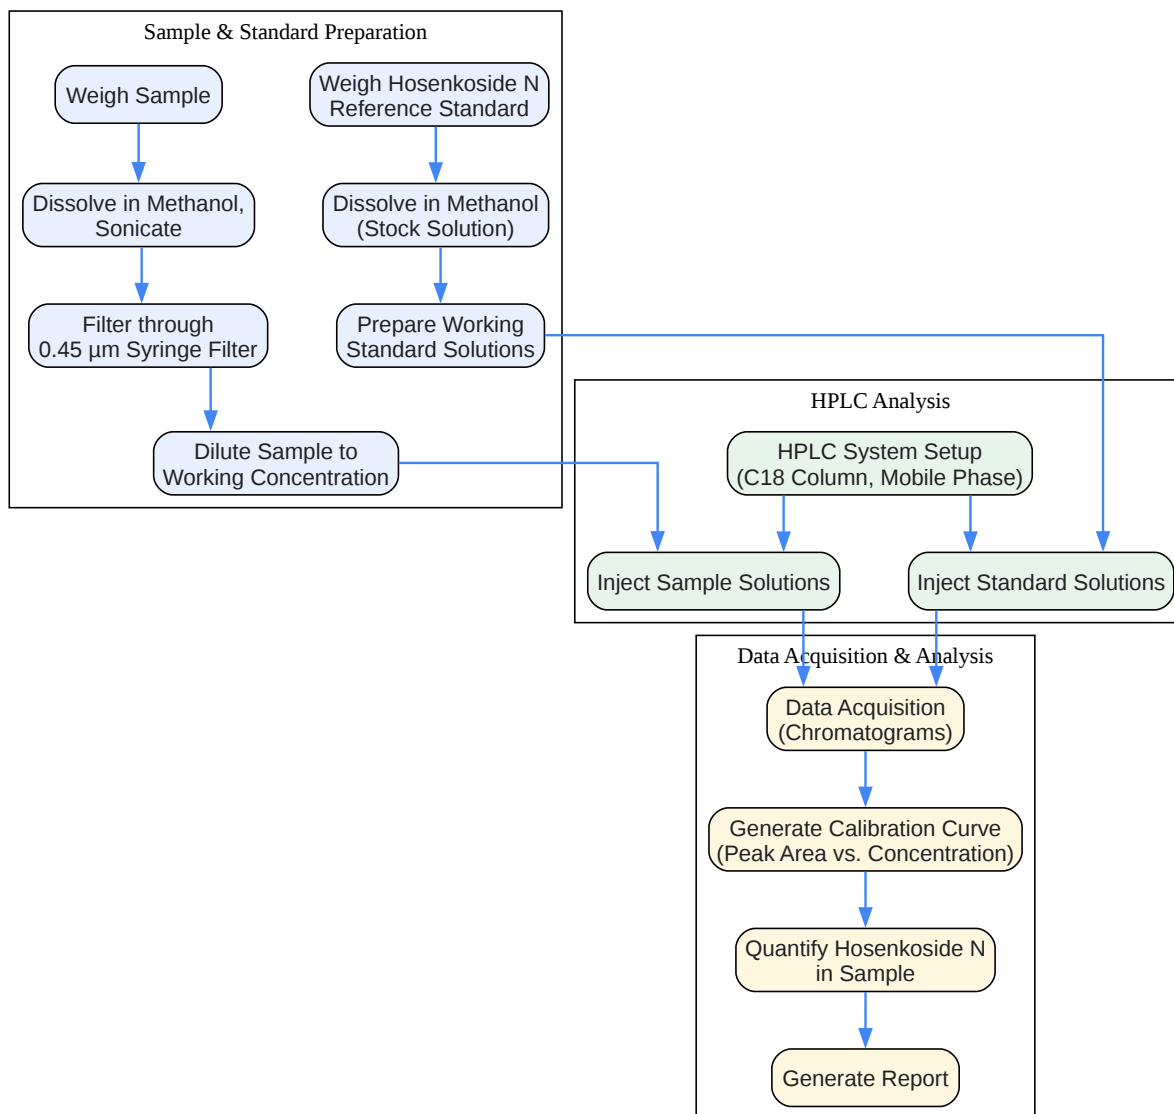 Sample & Standard Preparation
Weigh Sample
Weigh Hosenkoside N
Reference Standard
Dissolve in Methanol,
Sonicate
Dissolve in Methanol
(Stock Solution)
Filter through
0.45 µm Syringe Filter
Prepare Working
Standard Solutions
Dilute Sample to
Working Concentration
HPLC Analysis
HPLC System Setup
(C18 Column, Mobile Phase)
Inject Sample Solutions
Inject Standard Solutions
Data Acquisition & Analysis
Data Acquisition
(Chromatograms)
Generate Calibration Curve
(Peak Area vs. Concentration)
Quantify Hosenkoside N
in Sample
Generate Report